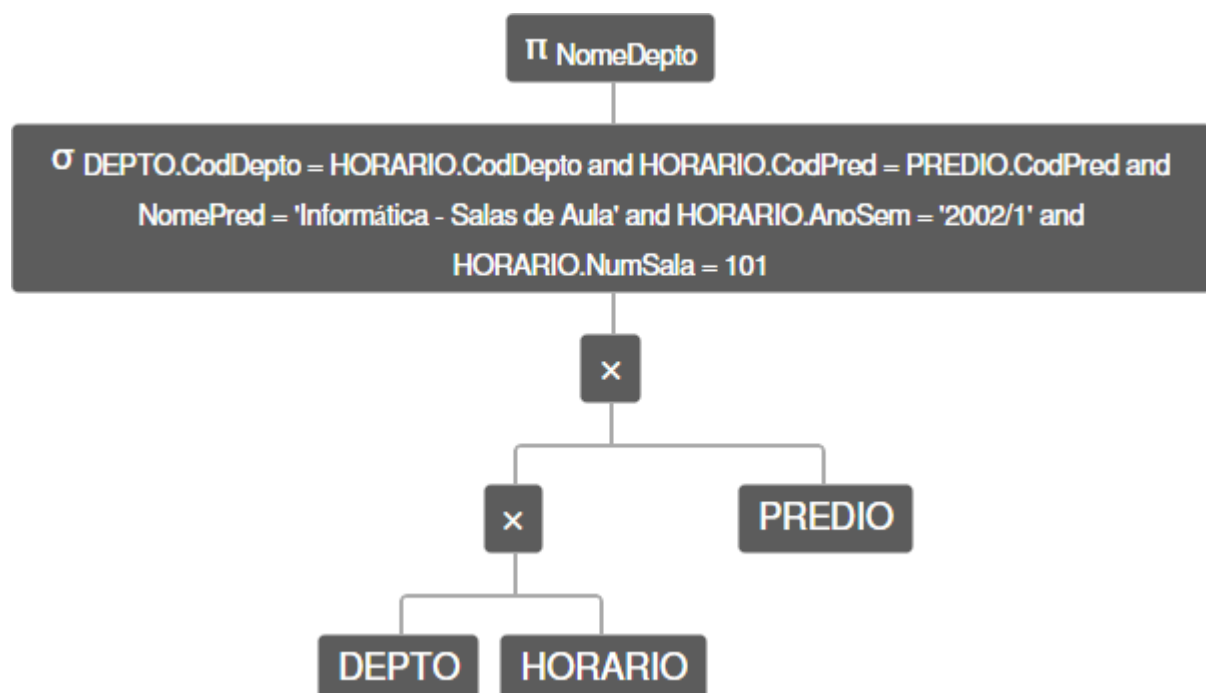 π NomeDepto
σ DEPTO.CodDepto = HORARIO.CodDepto and HORARIO.CodPred = PREDIO.CodPred and
NomePred = 'Informática - Salas de Aula' and HORARIO.AnoSem = '2002/1' and
HORARIO.NumSala = 101
×
×
PREDIO
DEPTO
HORARIO